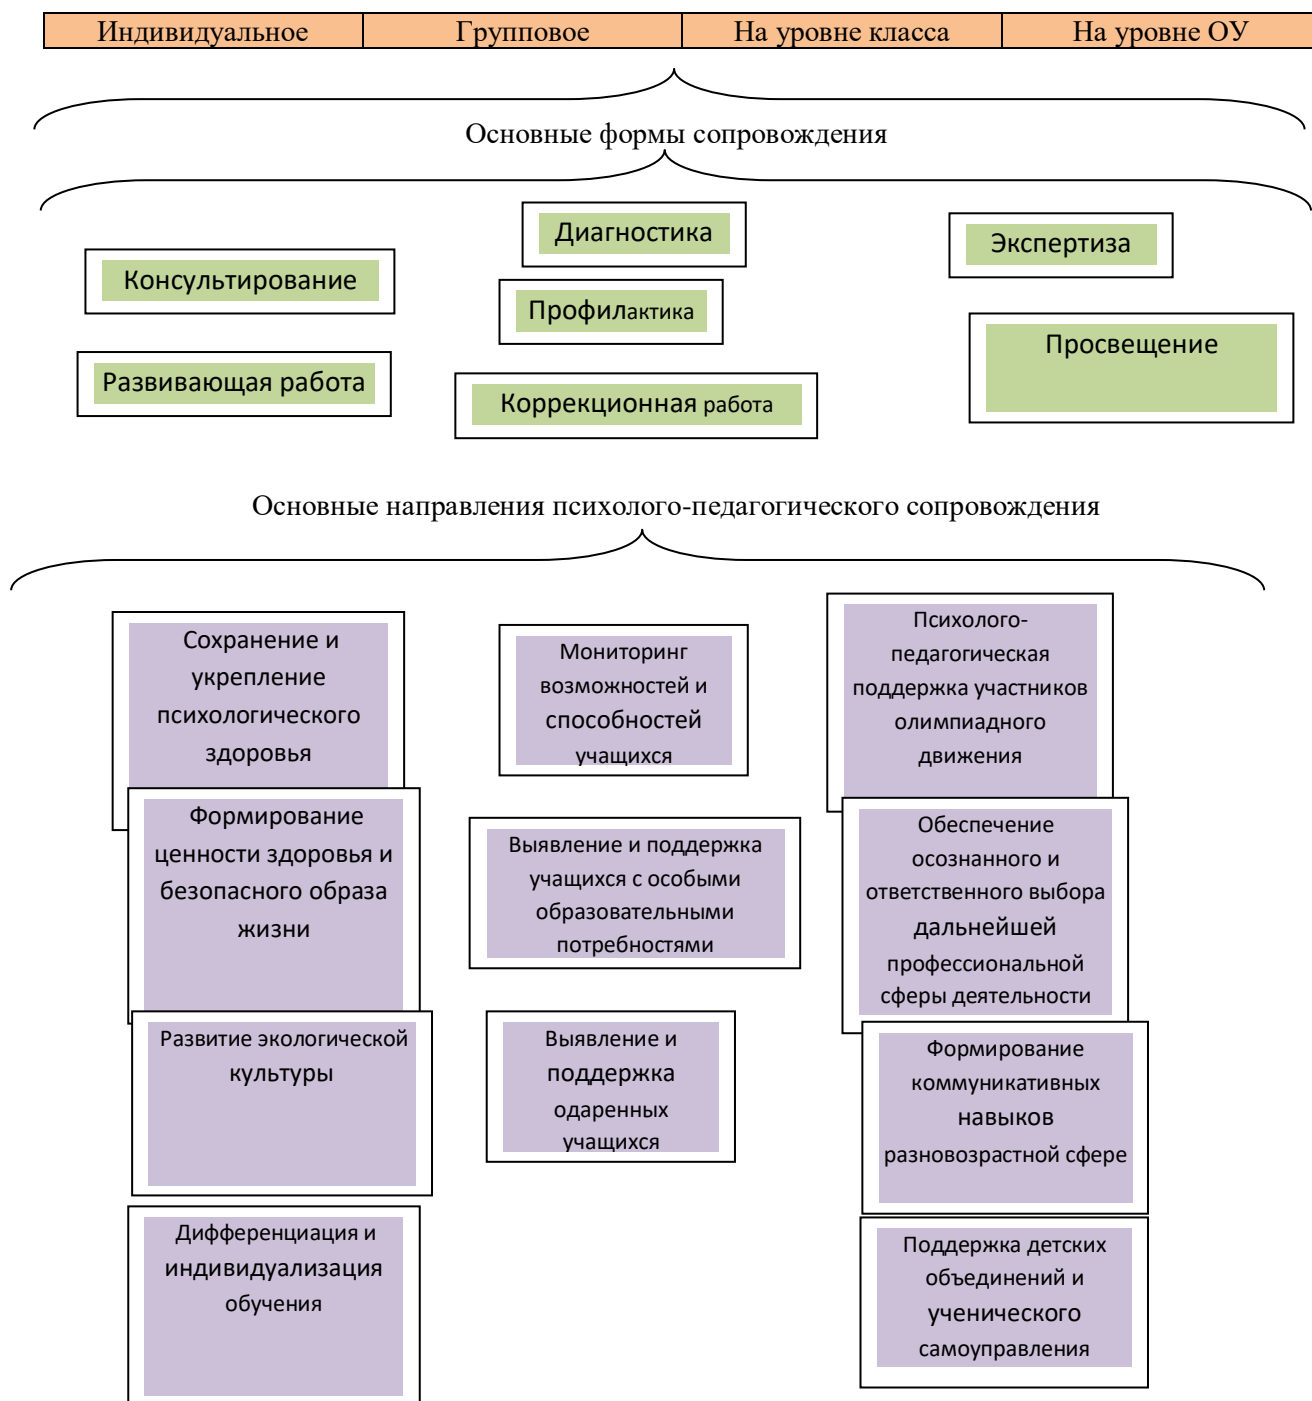 Индивидуальное Групповое На уровне класса На уровне ОУ
Основные формы сопровождения
Диагностика
Экспертиза
Консультирование
Профилактика
Просвещение
Развивающая работа
Коррекционная работа
Основные направления психолого-педагогического сопровождения
Сохранение и
укрепление
психологического
здоровья
Мониторинг
возможностей и
способностей
учащихся
Психолого-
педагогическая
поддержка участников
олимпиадного
движения
Формирование
ценности здоровья и
безопасного образа
жизни
Выявление и поддержка
учащихся с особыми
образовательными
потребностями
Обеспечение
осознанного и
ответственного выбора
дальнейшей
профессиональной
сферы деятельности
Развитие экологической
культуры
Выявление и
поддержка
одаренных
учащихся
Формирование
коммуникативных
навыков
разновозрастной сфере
Дифференциация и
индивидуализация
обучения
Поддержка детских
объединений и
ученического
самоуправления